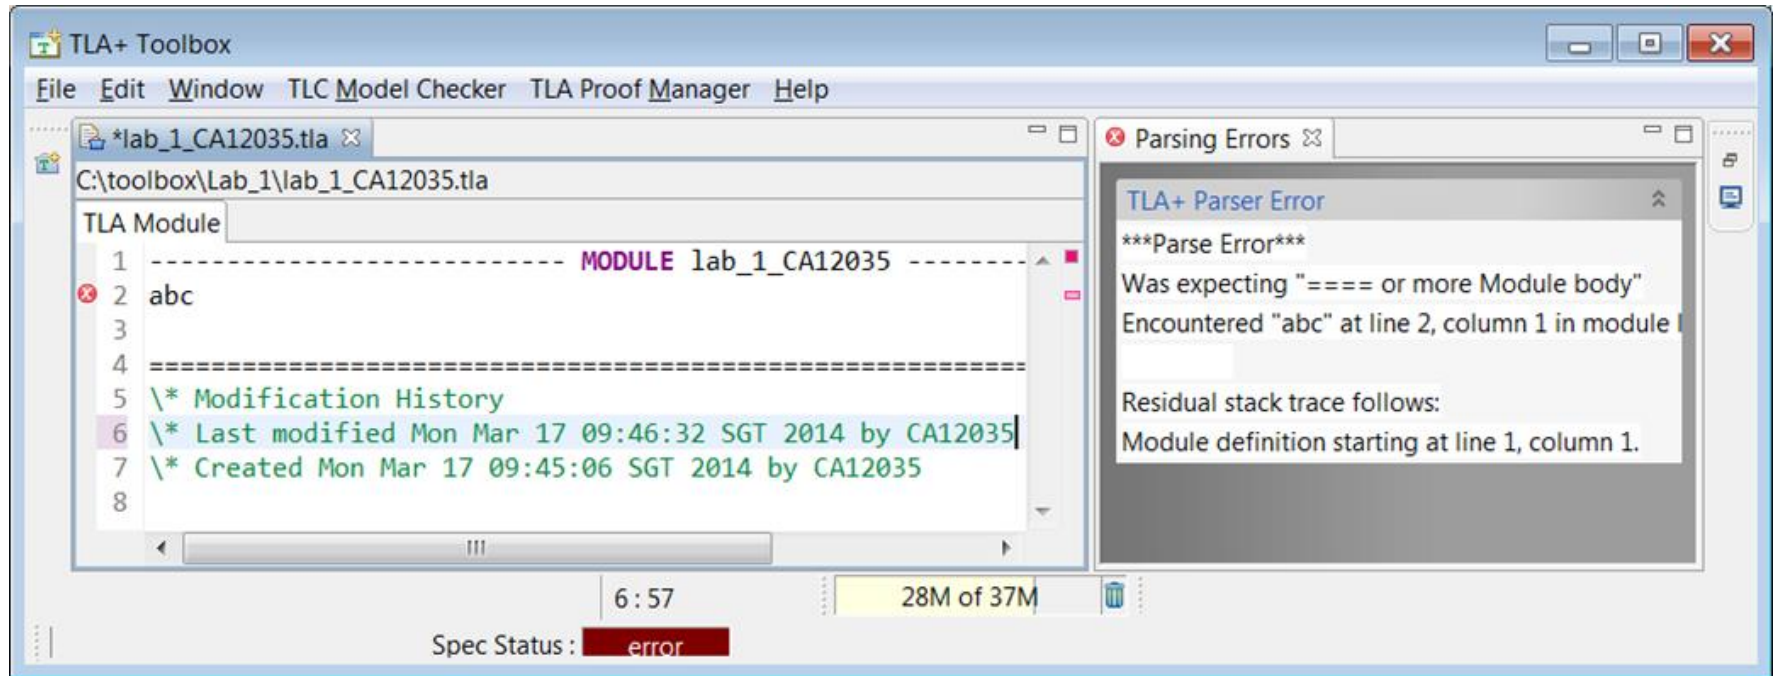 TLA+ Toolbox
File Edit Window TLC Model Checker TLA Proof Manager Help
*lab_1_CA12035.tla
C:\toolbox\Lab_1\lab_1_CA12035.tla
TLA Module
1 --------------------------- MODULE lab_1_CA12035 --------
2 abc
3
4 =========================================================
5 \* Modification History
6 \* Last modified Mon Mar 17 09:46:32 SGT 2014 by CA12035
7 \* Created Mon Mar 17 09:45:06 SGT 2014 by CA12035
8
Parsing Errors
TLA+ Parser Error
***Parse Error***
Was expecting "==== or more Module body"
Encountered "abc" at line 2, column 1 in module l
Residual stack trace follows:
Module definition starting at line 1, column 1.
6 : 57
28M of 37M
Spec Status : error